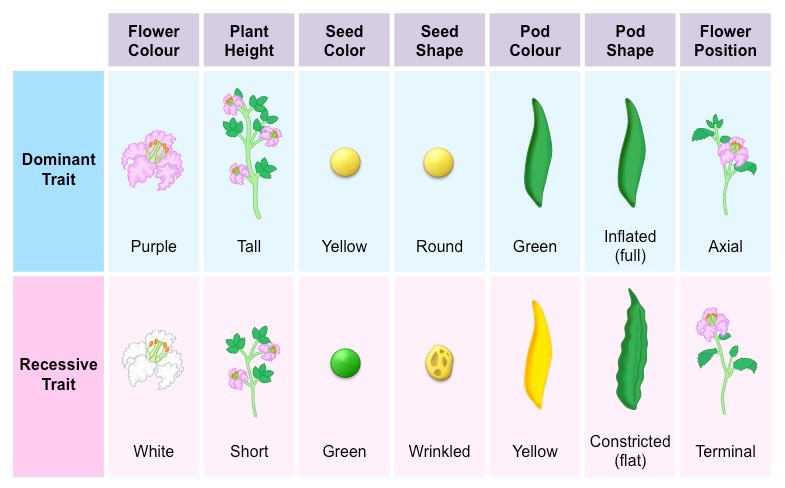 Flower Colour
Plant Height
Seed Color
Seed Shape
Pod Colour
Pod Shape
Flower Position
Dominant Trait
Purple
Tall
Yellow
Round
Green
Inflated (full)
Axial
Recessive Trait
White
Short
Green
Wrinkled
Yellow
Constricted (flat)
Terminal